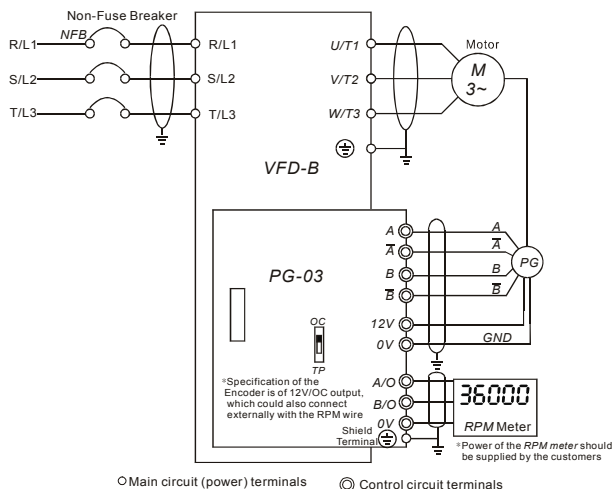 Non-Fuse Breaker
NFB
R/L1
S/L2
T/L3
R/L1
S/L2
T/L3
U/T1
V/T2
W/T3
Motor
M
3~
VFD-B
PG-03
A
A̅
B
B̅
12V
0V
A
A̅
B
B̅
PG
GND
OC
TP
*Specification of the
Encoder is of 12V/OC output,
which could also connect
externally with the RPM wire
A/O
B/O
0V
Shield
Terminal
36000
RPM Meter
*Power of the RPM meter should
be supplied by the customers
Main circuit (power) terminals
Control circuit terminals